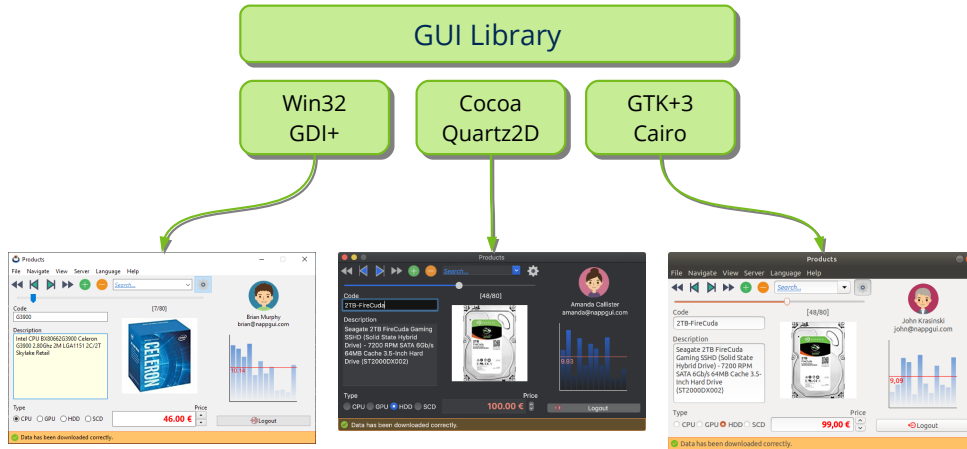 GUI Library
Win32
GDI+
Cocoa
Quartz2D
GTK+3
Cairo
Products
File Navigate View Server Language Help
Search...
[7/80]
Code
G3900
Description
Intel CPU BX80662G3900 Celeron
G3900 2.80Ghz 2M LGA1151 2C/2T
Skylake Retail
CELERON
Brian Murphy
brian@nappgui.com
10,14
Type
CPU GPU HDD SCD
Price
46.00 €
Logout
Data has been downloaded correctly.
Products
Search...
[48/80]
Code
2TB-FireCuda
Description
Seagate 2TB FireCuda Gaming
SSHD (Solid State Hybrid
Drive) - 7200 RPM SATA 6Gb/s
64MB Cache 3.5-Inch Hard
Drive (ST2000DX002)
Amanda Callister
amanda@nappgui.com
9.93
Type
CPU GPU HDD SCD
Price
100.00 €
Logout
Data has been downloaded correctly.
Products
File Navigate View Server Language Help
Search...
[48/80]
Code
2TB-FireCuda
Description
Seagate 2TB FireCuda Gaming
SSHD (Solid State Hybrid
Drive) - 7200 RPM
SATA 6Gb/s 64MB Cache 3.5-
Inch Hard Drive
(ST2000DX002)
John Krasinski
john@nappgui.com
9,09
Type
CPU GPU HDD SCD
Price
99,00 €
Logout
Data has been downloaded correctly.